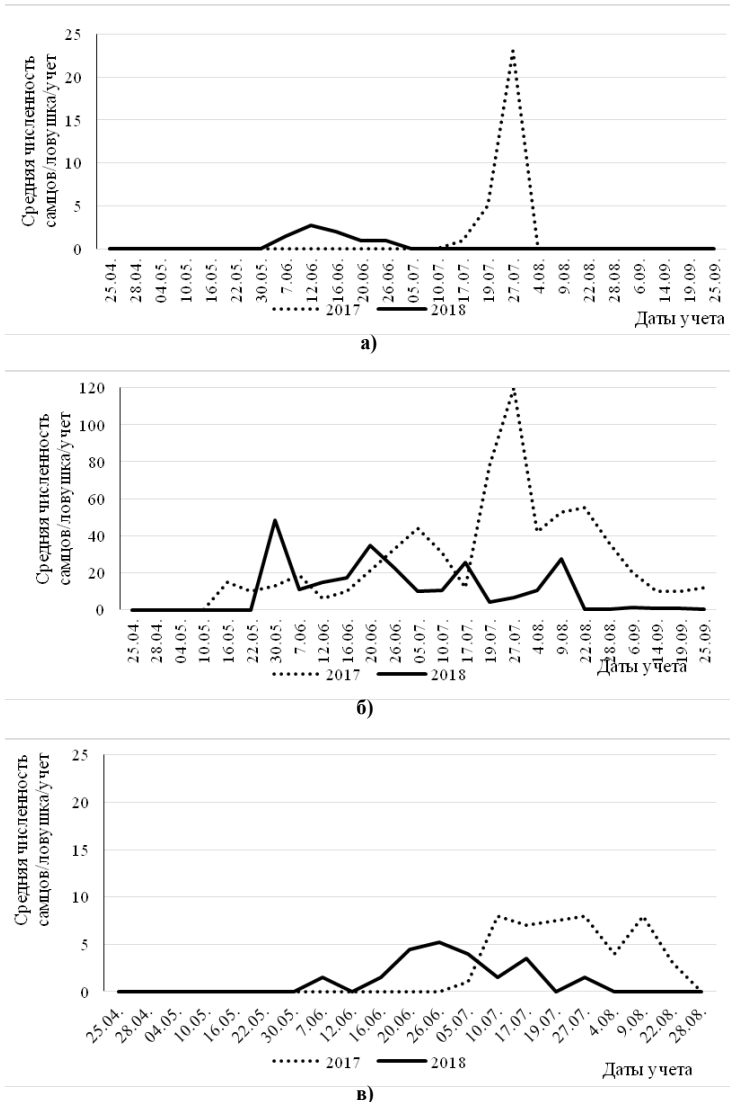 Средняя численность
самцов/ловушка/учет
25
20
15
10
5
0
25.04. 28.04. 04.05. 10.05. 16.05. 22.05. 30.05. 7.06. 12.06. 16.06. 20.06. 26.06. 05.07. 10.07. 17.07. 19.07. 27.07. 4.08. 9.08. 22.08. 28.08. 6.09. 14.09. 19.09. 25.09.
2017 2018
Даты учета
а)
Средняя численность
самцов/ловушка/учет
120
100
80
60
40
20
0
25.04. 28.04. 04.05. 10.05. 16.05. 22.05. 30.05. 7.06. 12.06. 16.06. 20.06. 26.06. 05.07. 10.07. 17.07. 19.07. 27.07. 4.08. 9.08. 22.08. 28.08. 6.09. 14.09. 19.09. 25.09.
Даты учета
2017 2018
б)
Средняя численность
самцов/ловушка/учет
25
20
15
10
5
0
25.04. 28.04. 04.05. 10.05. 16.05. 22.05. 30.05. 7.06. 12.06. 16.06. 20.06. 26.06. 05.07. 10.07. 17.07. 19.07. 27.07. 4.08. 9.08. 22.08. 28.08.
2017 2018
Даты учета
в)